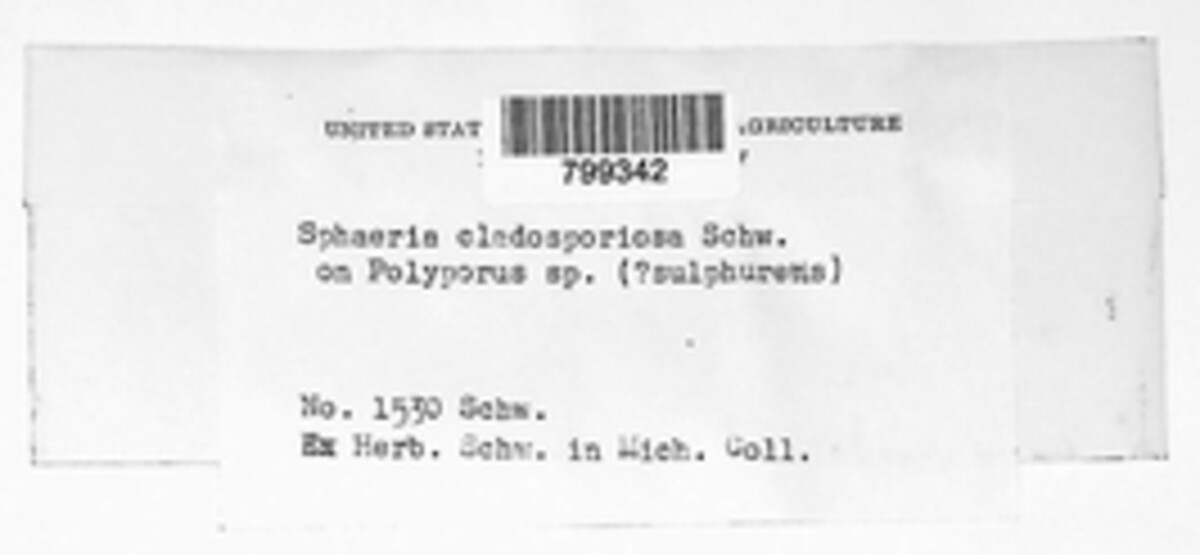 UNITED STAT
AGRICULTURE
799342
Sphaeria cladosporiosa Schw.
on Polyporus sp. (?sulphureus)
No. 1530 Schw.
Ex Herb. Schw. in Mich. Coll.